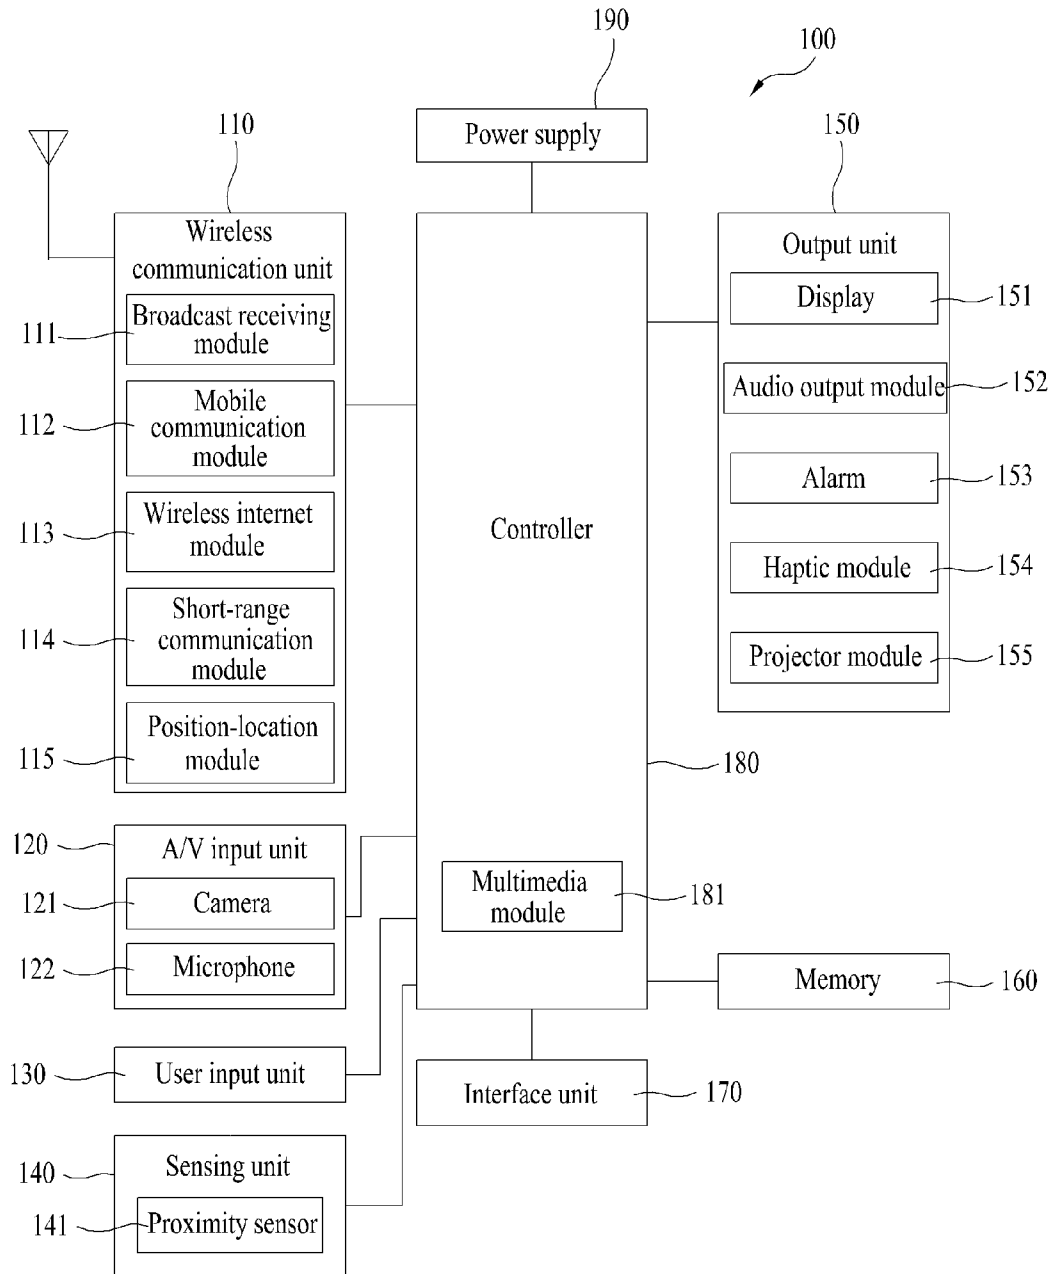 190
100
Power supply
110
150
Wireless
communication unit
Output unit
Broadcast receiving
module
111
Display
151
Mobile
communication
module
112
Audio output module
152
Wireless internet
module
113
Alarm
153
Controller
Short-range
communication
module
114
Haptic module
154
Projector module
155
Position-location
module
115
180
120
A/V input unit
121
Camera
122
Microphone
Multimedia
module
181
Memory
160
130
User input unit
Interface unit
170
140
Sensing unit
141
Proximity sensor